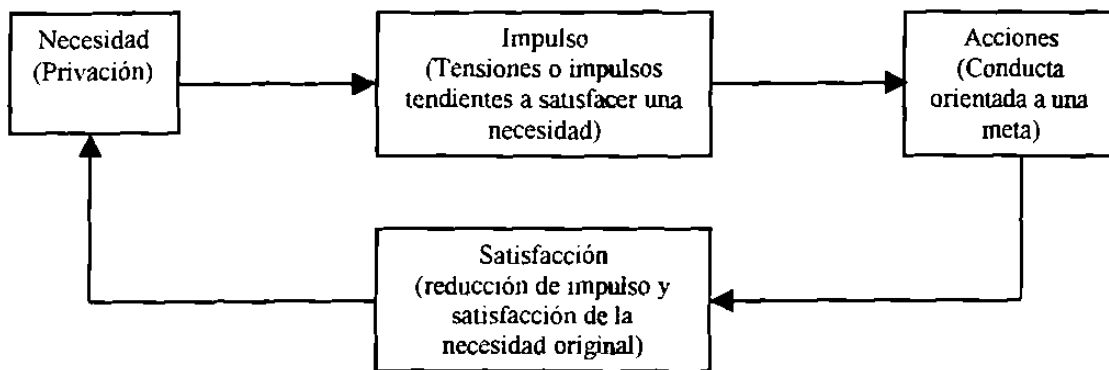 Necesidad
(Privación)
Impulso
(Tensiones o impulsos
tendientes a satisfacer una
necesidad)
Acciones
(Conducta
orientada a una
meta)
Satisfacción
(reducción de impulso y
satisfacción de la
necesidad original)